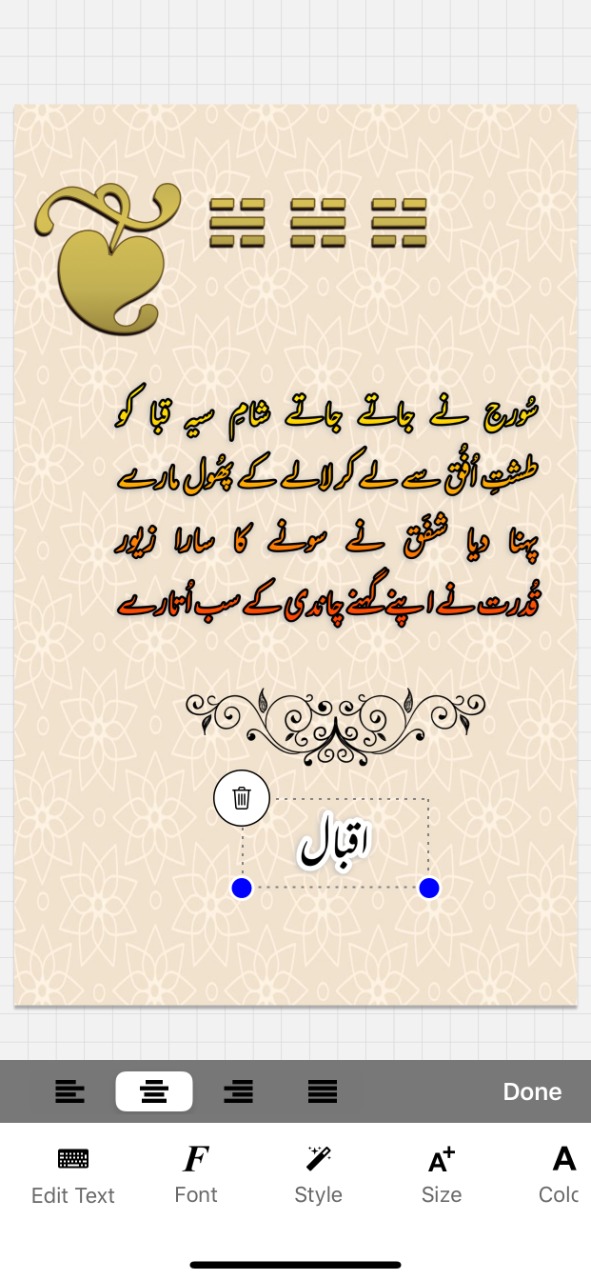 سُورج نے جاتے جاتے شامِ سیہ قبا کو
طشتِ اُفُق سے لے کر لالے کے پھُول مارے
پہنا دیا شَفَق نے سونے کا سارا زیور
قُدرت نے اپنے گہنے چاندی کے سب اُتارے
اقبال
Done
Edit Text
Font
Style
Size